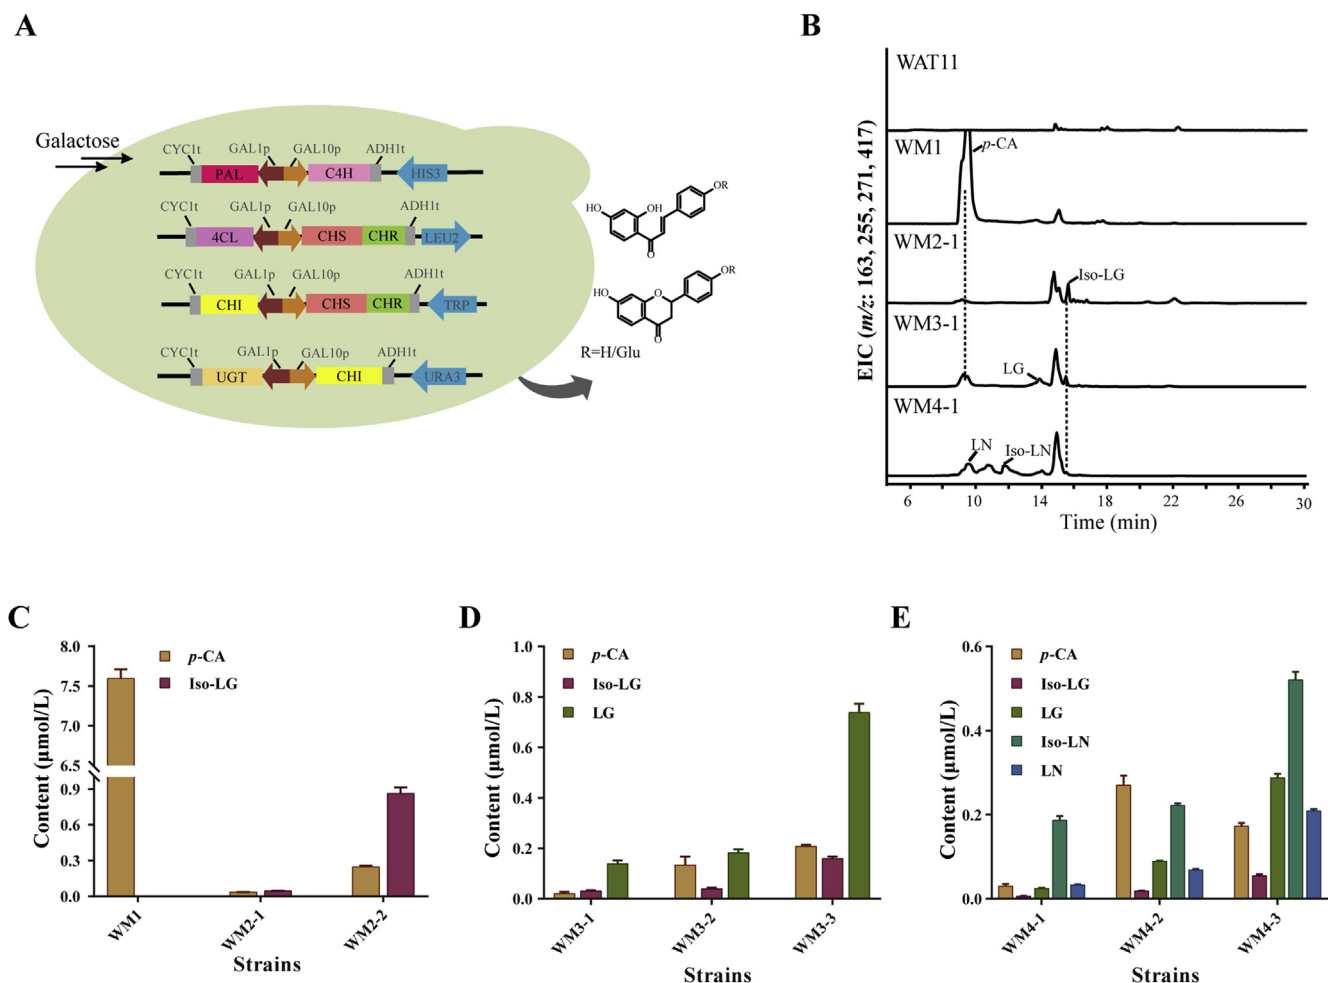 A
Galactose
CYC1t GAL1p GAL10p ADH1t
PAL C4H HIS3
CYC1t GAL1p GAL10p ADH1t
4CL CHS CHR LEU2
CYC1t GAL1p GAL10p ADH1t
CHI CHS CHR TRP
CYC1t GAL1p GAL10p ADH1t
UGT CHI URA3
OR
HO OH
O
OR
HO O
O
R=H/Glu
B
EIC (m/z: 163, 255, 271, 417)
WAT11
WM1
p-CA
WM2-1
Iso-LG
WM3-1
LG
WM4-1
LN Iso-LN
6 10 14 18 22 26 30
Time (min)
C
Content (μmol/L)
8.0
7.5
7.0
6.5
0.9
0.6
0.3
0.0
p-CA
Iso-LG
WM1 WM2-1 WM2-2
Strains
D
Content (μmol/L)
1.0
0.8
0.6
0.4
0.2
0.0
p-CA
Iso-LG
LG
WM3-1 WM3-2 WM3-3
Strains
E
Content (μmol/L)
0.6
0.4
0.2
0.0
p-CA
Iso-LG
LG
Iso-LN
LN
WM4-1 WM4-2 WM4-3
Strains